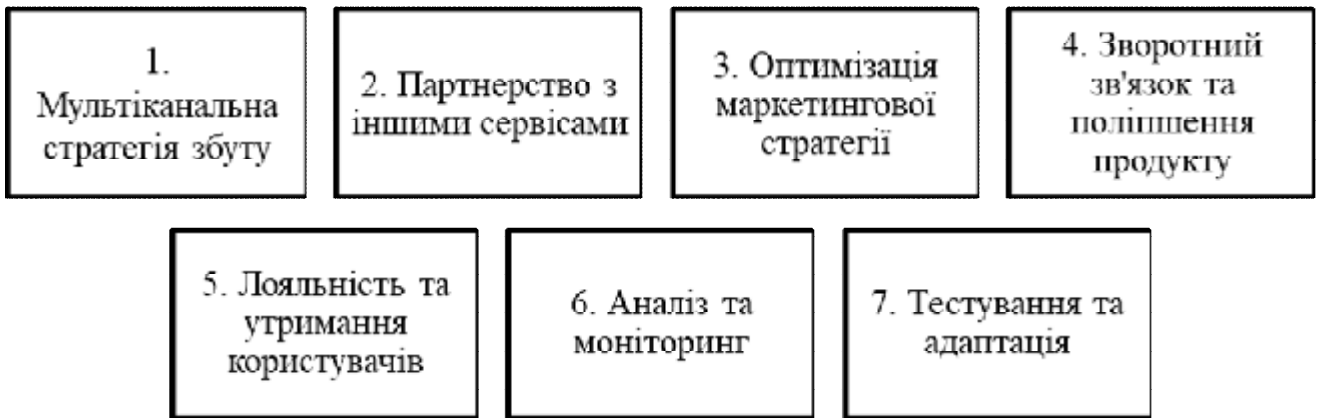 1.
Мультіканальна
стратегія збуту
2. Партнерство з
іншими сервісами
3. Оптимізація
маркетингової
стратегії
4. Зворотний
зв'язок та
поліпшення
продукту
5. Лояльність та
утримання
користувачів
6. Аналіз та
моніторинг
7. Тестування та
адаптація